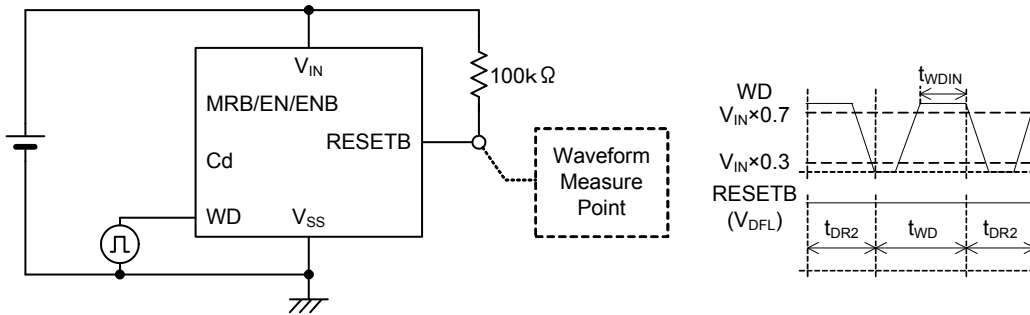 V_IN
MRB/EN/ENB
RESETB
Cd
WD
V_SS
100kΩ
Waveform
Measure
Point
t_WDIN
WD
V_IN×0.7
V_IN×0.3
RESETB
(V_DFL)
t_DR2
t_WD
t_DR2